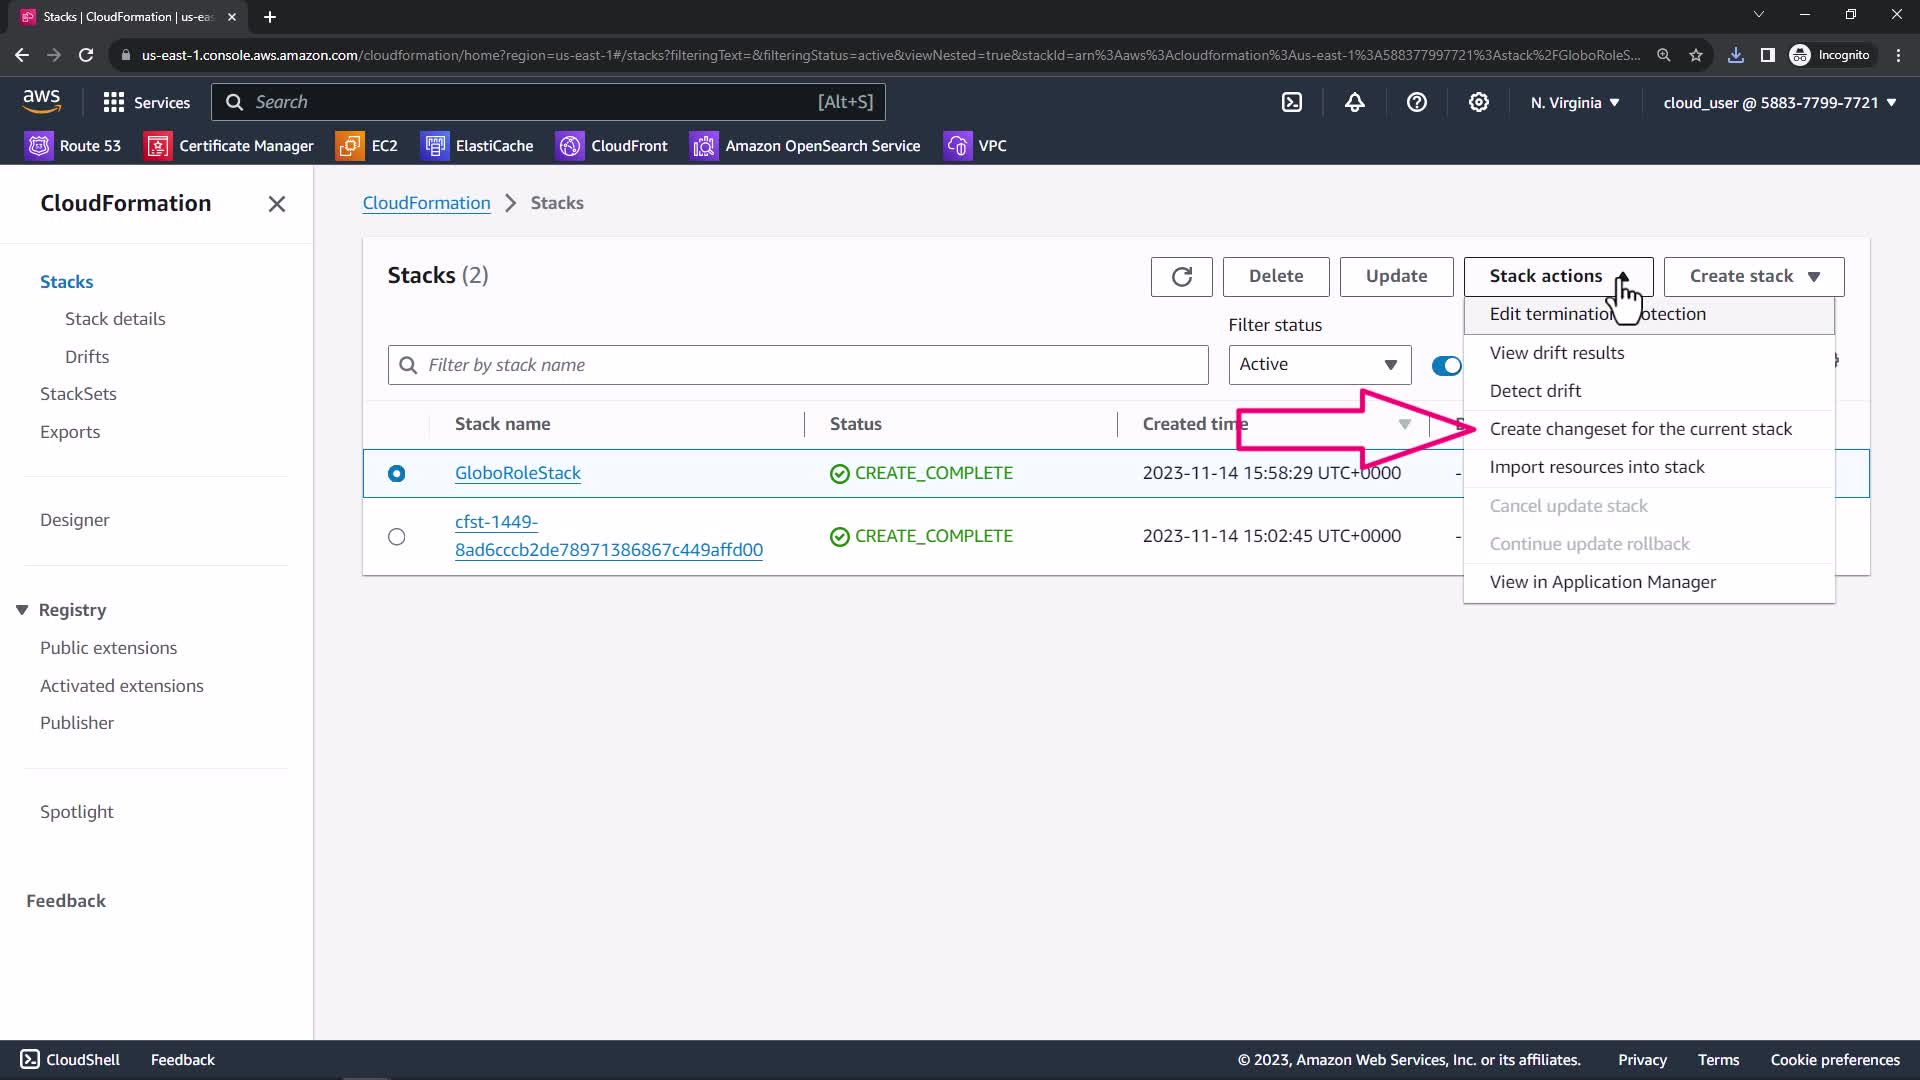 Stacks | CloudFormation | us-eas
us-east-1.console.aws.amazon.com/cloudformation/home?region=us-east-1#/stacks?filteringText=&filteringStatus=active&viewNested=true&stackId=arn%3Aaws%3Acloudformation%3Aus-east-1%3A588377997721%3Astack%2FGloboRoleS...
Incognito
aws
Services
Search
[Alt+S]
N. Virginia
cloud_user @ 5883-7799-7721
Route 53
Certificate Manager
EC2
ElastiCache
CloudFront
Amazon OpenSearch Service
VPC
CloudFormation
Stacks
Stack details
Drifts
StackSets
Exports
Designer
Registry
Public extensions
Activated extensions
Publisher
Spotlight
Feedback
CloudFormation > Stacks
Stacks (2)
Delete
Update
Stack actions
Create stack
Filter status
Filter by stack name
Active
Edit termination
otection
View drift results
Detect drift
Create changeset for the current stack
Import resources into stack
Cancel update stack
Continue update rollback
View in Application Manager
Stack name
Status
Created time
GloboRoleStack
CREATE_COMPLETE
2023-11-14 15:58:29 UTC+0000
-
cfst-1449-
8ad6cccb2de78971386867c449affd00
CREATE_COMPLETE
2023-11-14 15:02:45 UTC+0000
-
CloudShell
Feedback
© 2023, Amazon Web Services, Inc. or its affiliates.
Privacy
Terms
Cookie preferences